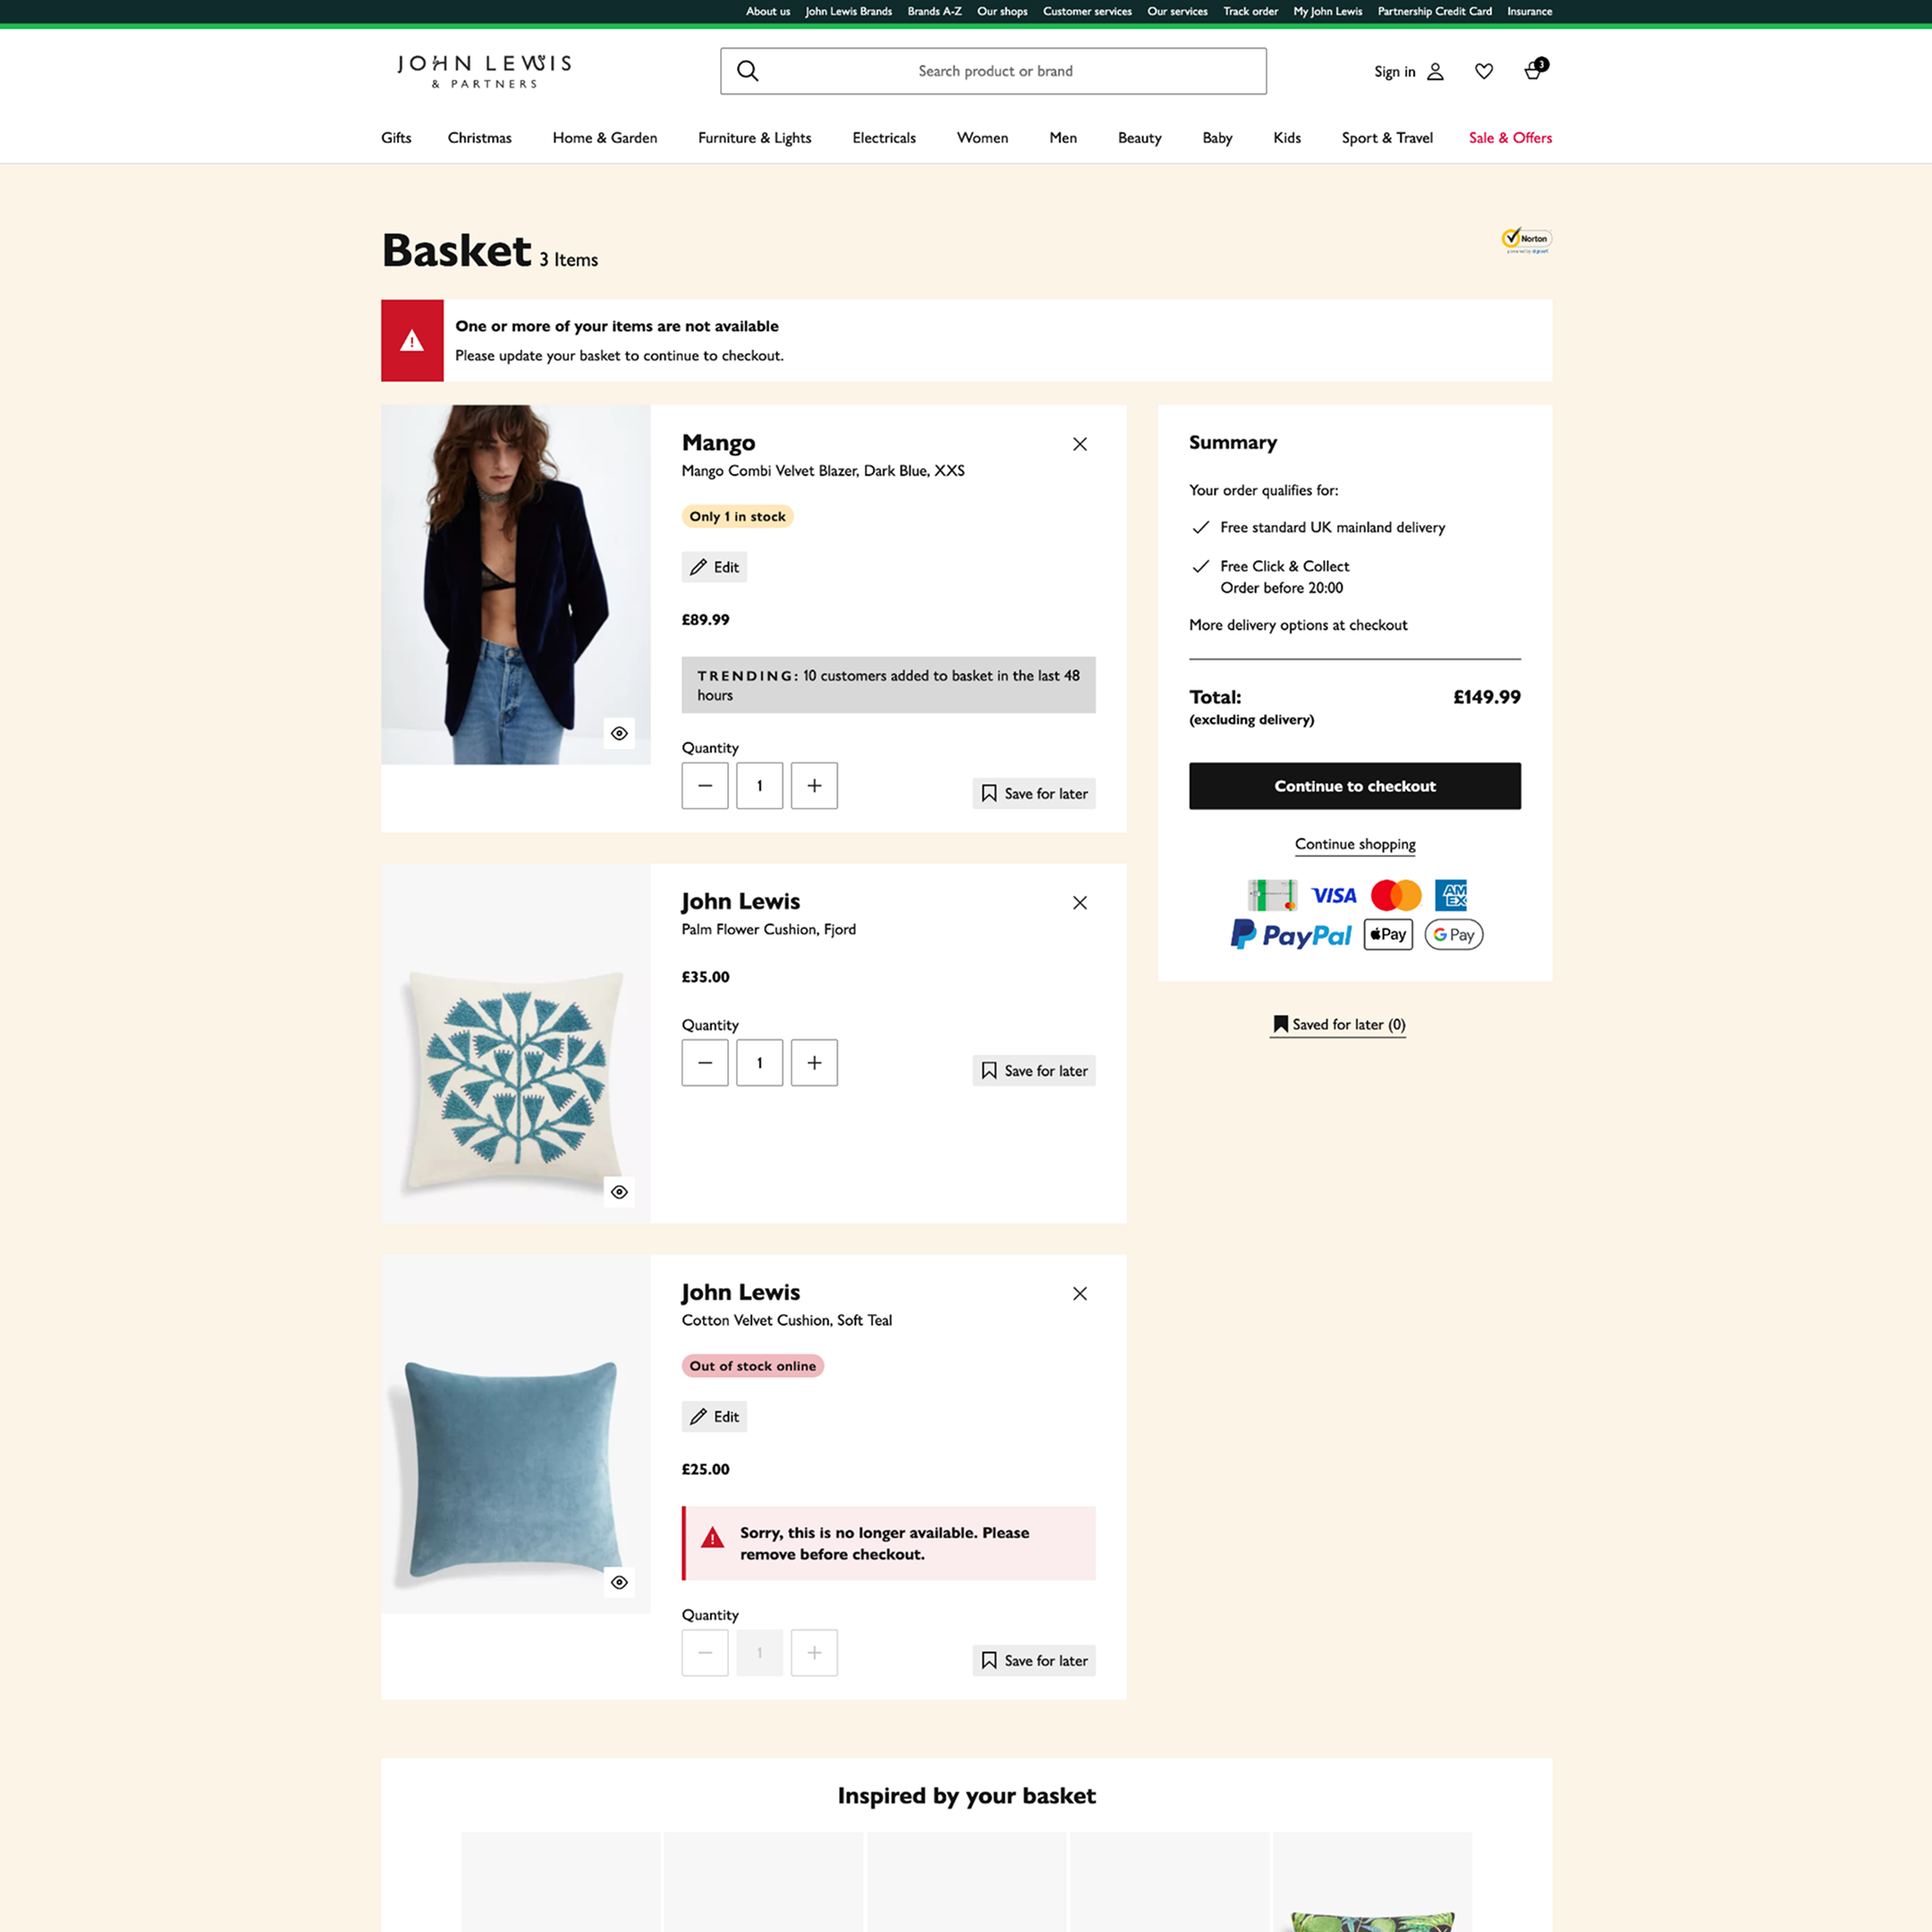 About us John Lewis Brands Brands A-Z Our shops Customer services Our services Track order My John Lewis Partnership Credit Card Insurance
JOHN LEWIS
& PARTNERS
Search product or brand
Sign in
3
Gifts Christmas Home & Garden Furniture & Lights Electricals Women Men Beauty Baby Kids Sport & Travel Sale & Offers
Basket 3 Items
Norton
powered by digicert
One or more of your items are not available
Please update your basket to continue to checkout.
Mango
Mango Combi Velvet Blazer, Dark Blue, XXS
Only 1 in stock
Edit
£89.99
TRENDING: 10 customers added to basket in the last 48
hours
Quantity
1
Save for later
John Lewis
Palm Flower Cushion, Fjord
£35.00
Quantity
1
Save for later
John Lewis
Cotton Velvet Cushion, Soft Teal
Out of stock online
Edit
£25.00
Sorry, this is no longer available. Please
remove before checkout.
Quantity
1
Save for later
Summary
Your order qualifies for:
Free standard UK mainland delivery
Free Click & Collect
Order before 20:00
More delivery options at checkout
Total: £149.99
(excluding delivery)
Continue to checkout
Continue shopping
VISA
AM
EX
PayPal
Pay
G Pay
Saved for later (0)
Inspired by your basket